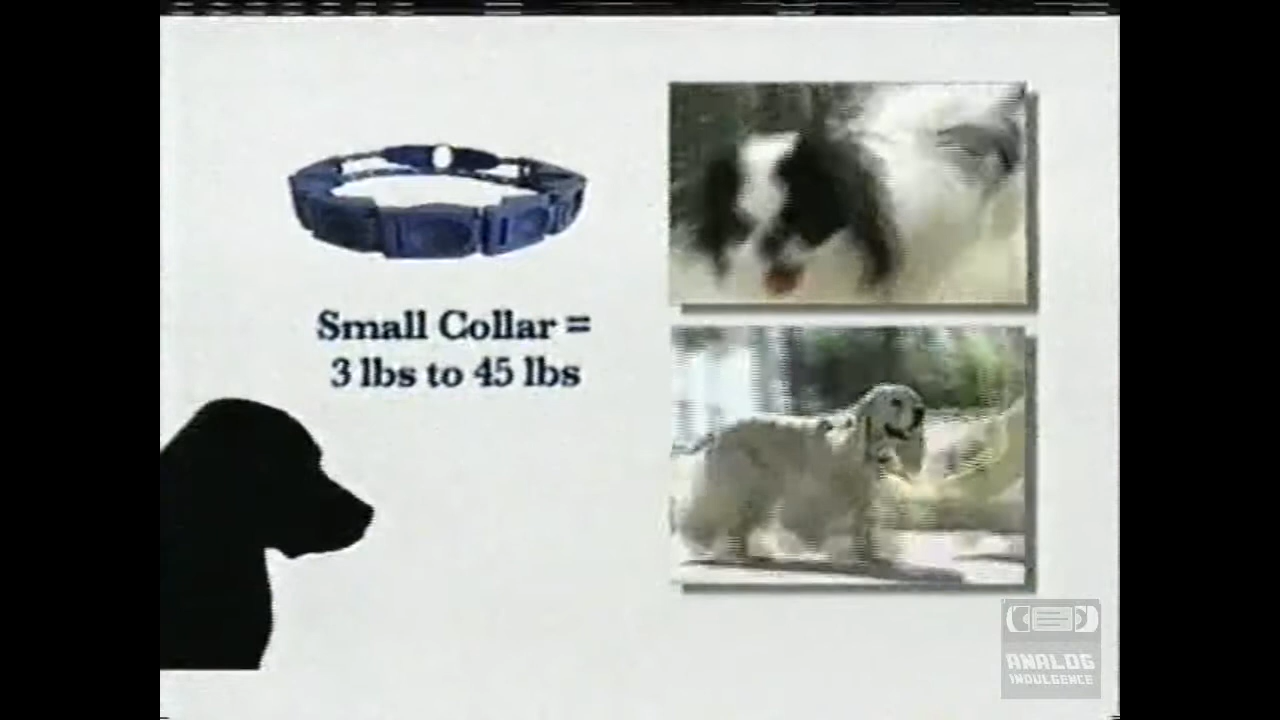 Small Collar =
3 lbs to 45 lbs
ANALOG
INDULGENCE